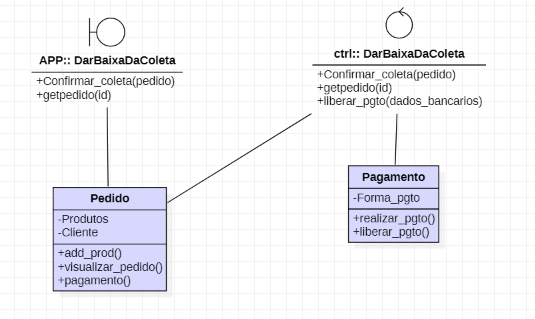 APP:: DarBaixaDaColeta
+Confirmar_coleta(pedido)
+getpedido(id)
ctrl:: DarBaixaDaColeta
+Confirmar_coleta(pedido)
+getpedido(id)
+liberar_pgto(dados_bancarios)
Pedido
-Produtos
-Cliente
+add_prod()
+visualizar_pedido()
+pagamento()
Pagamento
-Forma_pgto
+realizar_pgto()
+liberar_pgto()